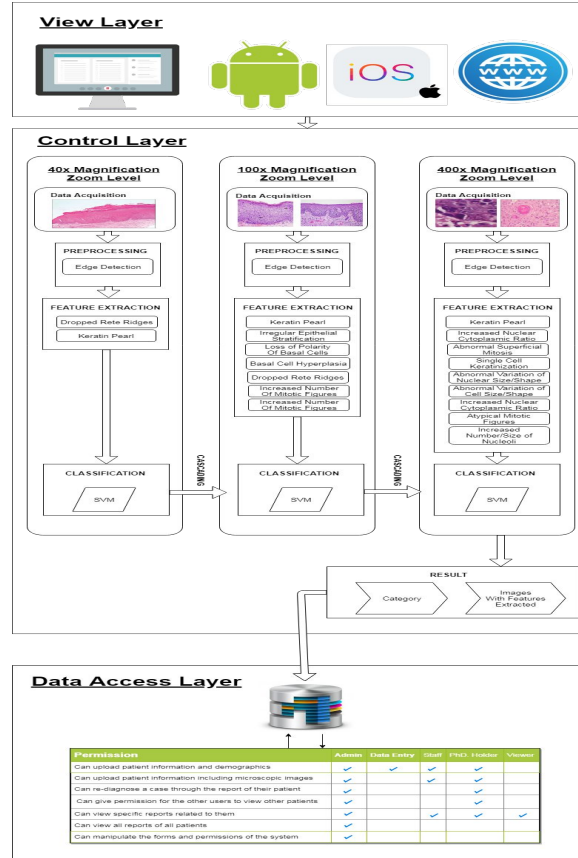 View Layer
iOS
WWW
Control Layer
40x Magnification
Zoom Level
Data Acquisition
PREPROCESSING
Edge Detection
FEATURE EXTRACTION
Dropped Rete Ridges
Keratin Pearl
CLASSIFICATION
SVM
CASCADING
100x Magnification
Zoom Level
Data Acquisition
PREPROCESSING
Edge Detection
FEATURE EXTRACTION
Keratin Pearl
Irregular Epithelial
Stratification
Loss of Polarity
Of Basal Cells
Basal Cell Hyperplasia
Dropped Rete Ridges
Increased Number
Of Mitotic Figures
Increased Number
Of Mitotic Figures
CLASSIFICATION
SVM
CASCADING
400x Magnification
Zoom Level
Data Acquisition
PREPROCESSING
Edge Detection
FEATURE EXTRACTION
Keratin Pearl
Increased Nuclear
Cytoplasmic Ratio
Abnormal Superficial
Mitosis
Single Cell
Keratinization
Abnormal Variation of
Nuclear Size/Shape
Abnormal Variation of
Cell Size/Shape
Increased Nuclear
Cytoplasmic Ratio
Atypical Mitotic
Figures
Increased
Number/Size of
Nucleoli
CLASSIFICATION
SVM
RESULT
Category
Images
With Features
Extracted
Data Access Layer
Permission Admin Data Entry Staff PhD. Holder Viewer
Can upload patient information and demographics
Can upload patient information including microscopic images
Can re-diagnose a case through the report of their patient
Can give permission for the other users to view other patients
Can view specific reports related to them
Can view all reports of all patients
Can manipulate the forms and permissions of the system